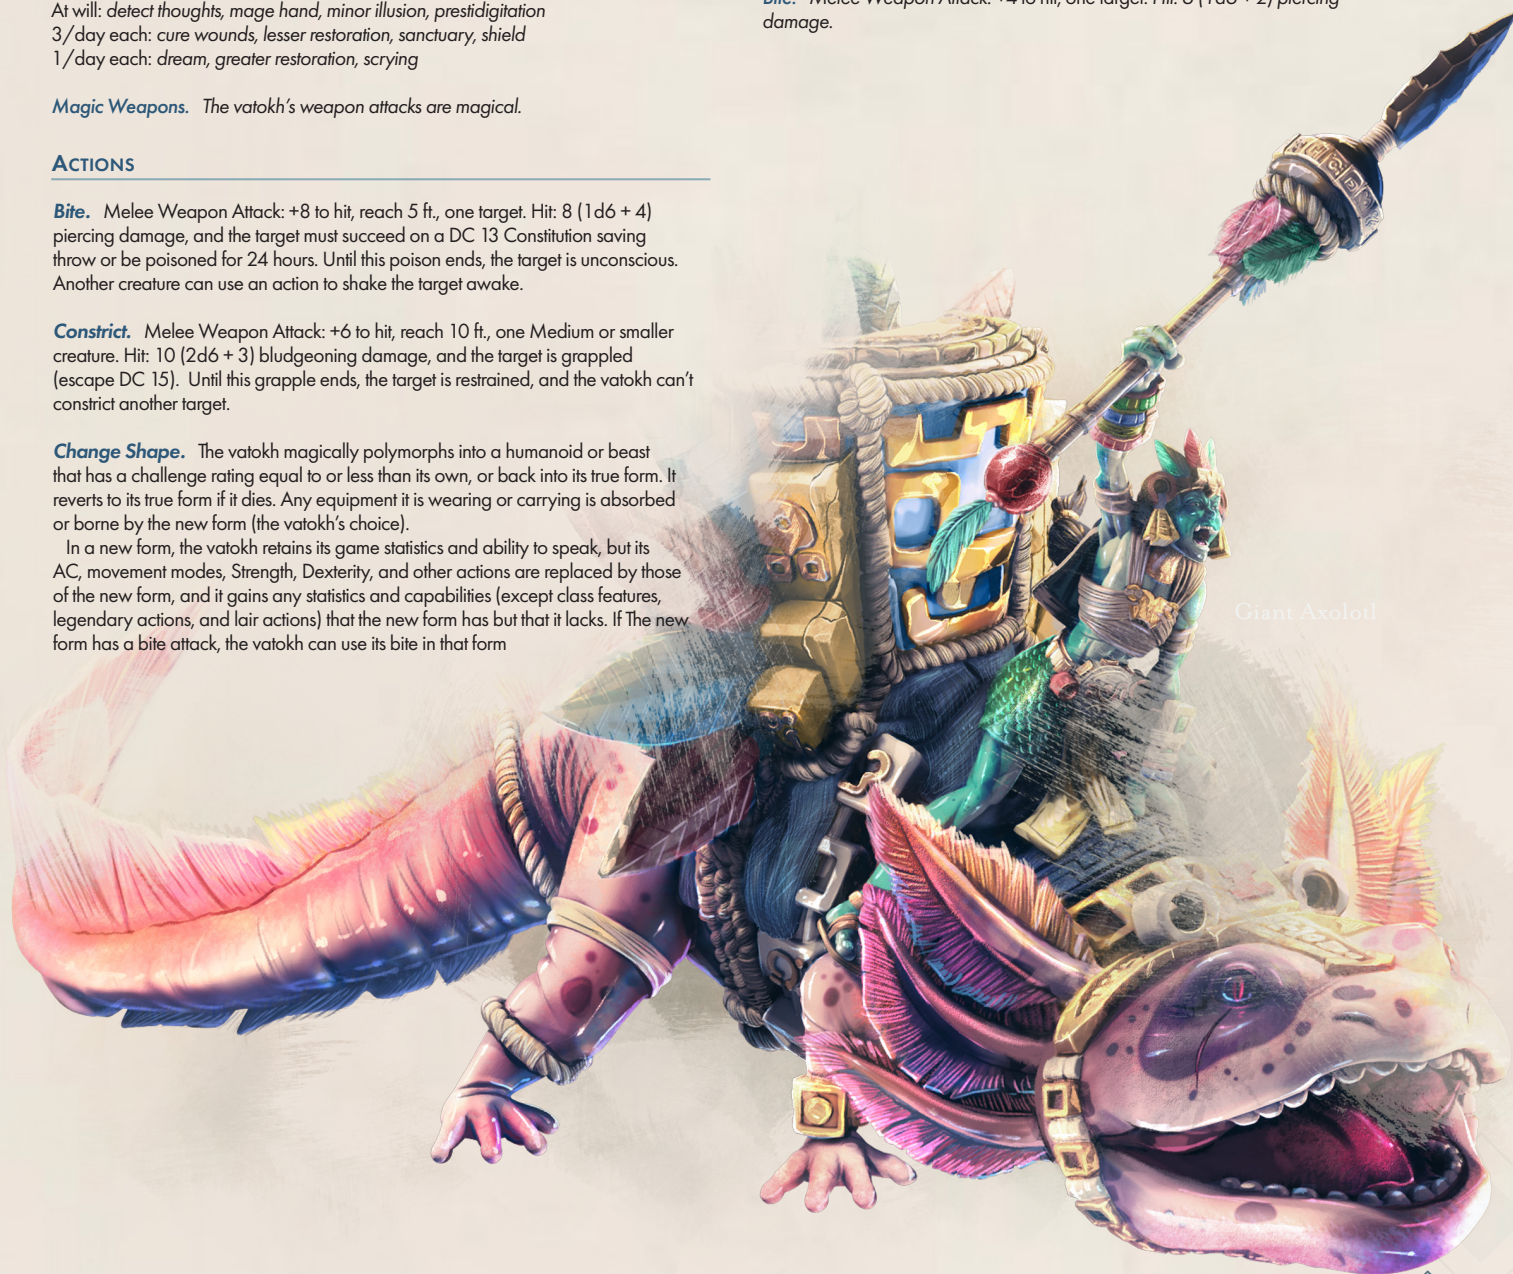 At will: detect thoughts, mage hand, minor illusion, prestidigitation
3/day each: cure wounds, lesser restoration, sanctuary, shield
1/day each: dream, greater restoration, scrying
Magic Weapons. The vatokh's weapon attacks are magical.
ACTIONS
Bite. Melee Weapon Attack: +8 to hit, reach 5 ft., one target. Hit: 8 (1d6 + 4)
piercing damage, and the target must succeed on a DC 13 Constitution saving
throw or be poisoned for 24 hours. Until this poison ends, the target is unconscious.
Another creature can use an action to shake the target awake.
Constrict. Melee Weapon Attack: +6 to hit, reach 10 ft., one Medium or smaller
creature. Hit: 10 (2d6 + 3) bludgeoning damage, and the target is grappled
(escape DC 15). Until this grapple ends, the target is restrained, and the vatokh can't
constrict another target.
Change Shape. The vatokh magically polymorphs into a humanoid or beast
that has a challenge rating equal to or less than its own, or back into its true form. It
reverts to its true form if it dies. Any equipment it is wearing or carrying is absorbed
or borne by the new form (the vatokh's choice).
In a new form, the vatokh retains its game statistics and ability to speak, but its
AC, movement modes, Strength, Dexterity, and other actions are replaced by those
of the new form, and it gains any statistics and capabilities (except class features,
legendary actions, and lair actions) that the new form has but that it lacks. If The new
form has a bite attack, the vatokh can use its bite in that form
Bite. Melee Weapon Attack: +4 to hit, one target. Hit: (1d6 + 2) piercing
damage.
Giant Axolotl